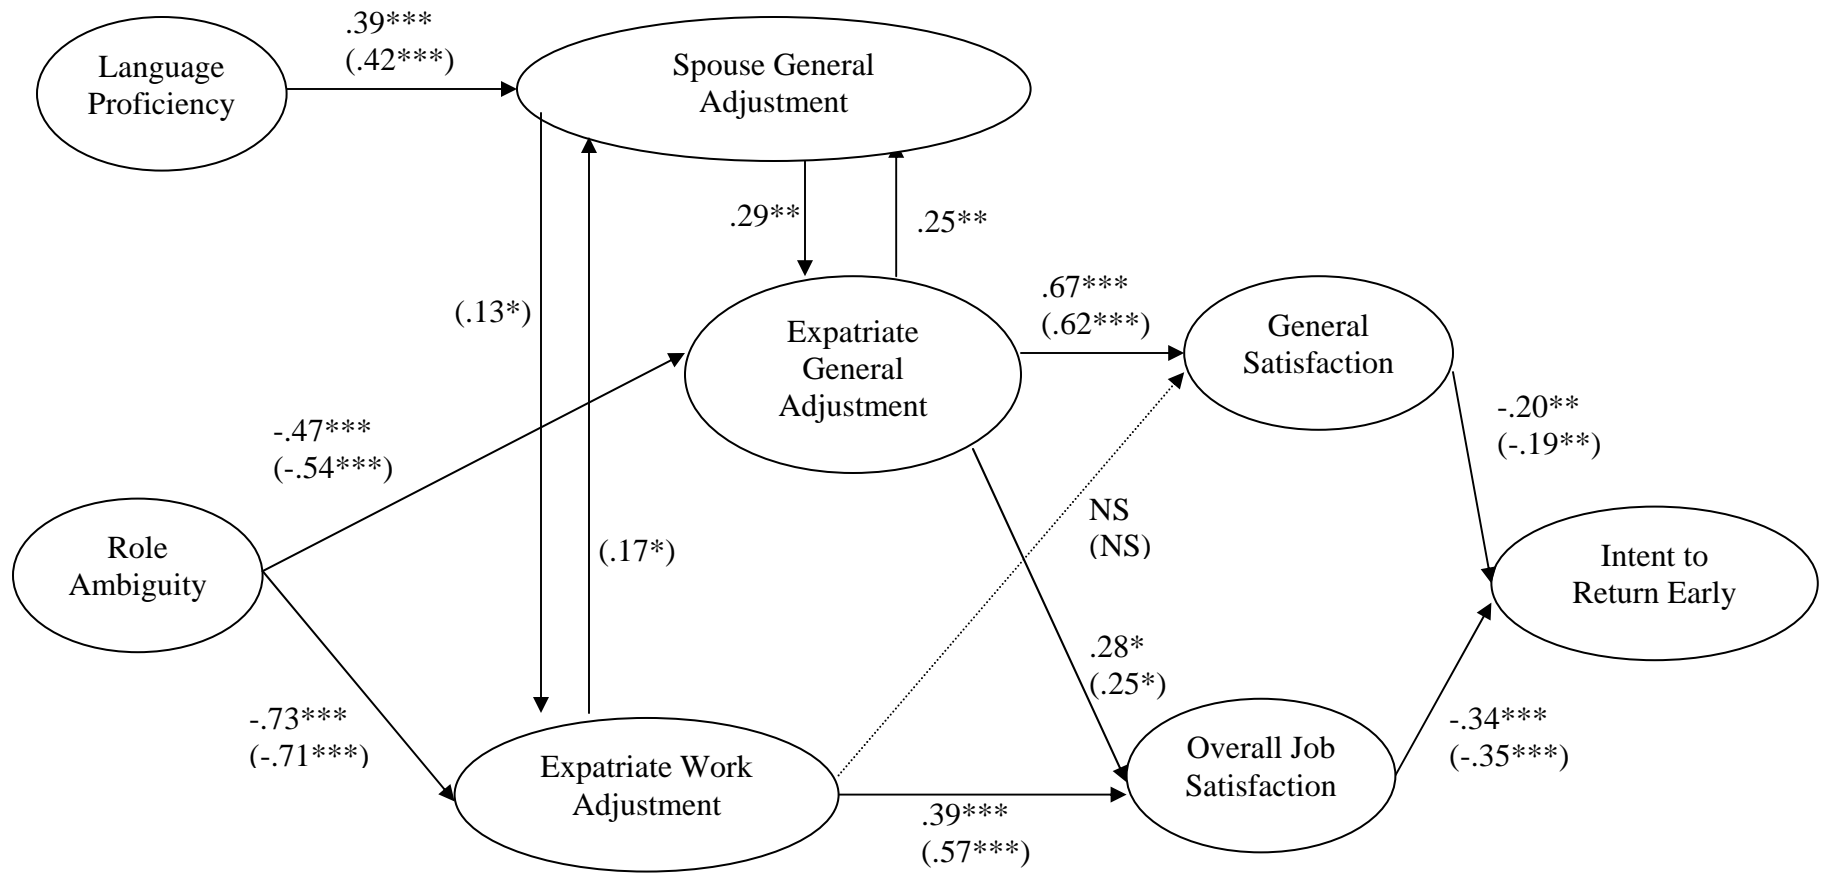 .39***
(.42***)
Language
Proficiency
Spouse General
Adjustment
.29**
.25**
(.13*)
.67***
(.62***)
Expatriate
General
Adjustment
General
Satisfaction
-.47***
(-.54***)
-.20**
(-.19**)
NS
(NS)
(.17*)
Role
Ambiguity
Intent to
Return Early
.28*
(.25*)
-.73***
(-.71***)
-.34***
(-.35***)
Expatriate Work
Adjustment
Overall Job
Satisfaction
.39***
(.57***)